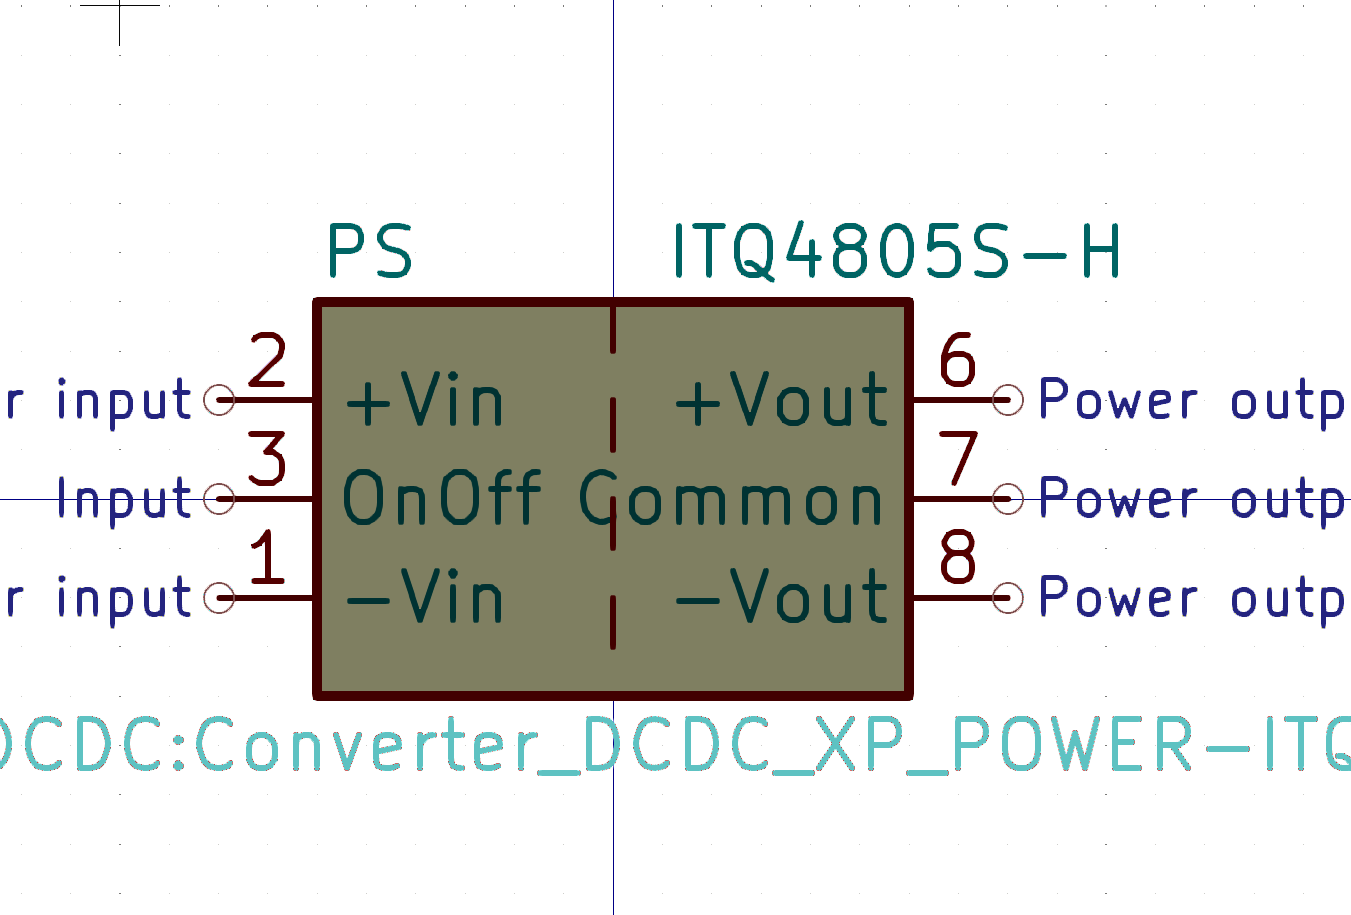 PS ITQ4805S-H
2 6
r input +Vin +Vout Power outp
3 7
Input OnOff Common Power outp
1 8
r input -Vin -Vout Power outp
DCDC:Converter_DCDC_XP_POWER-ITQ